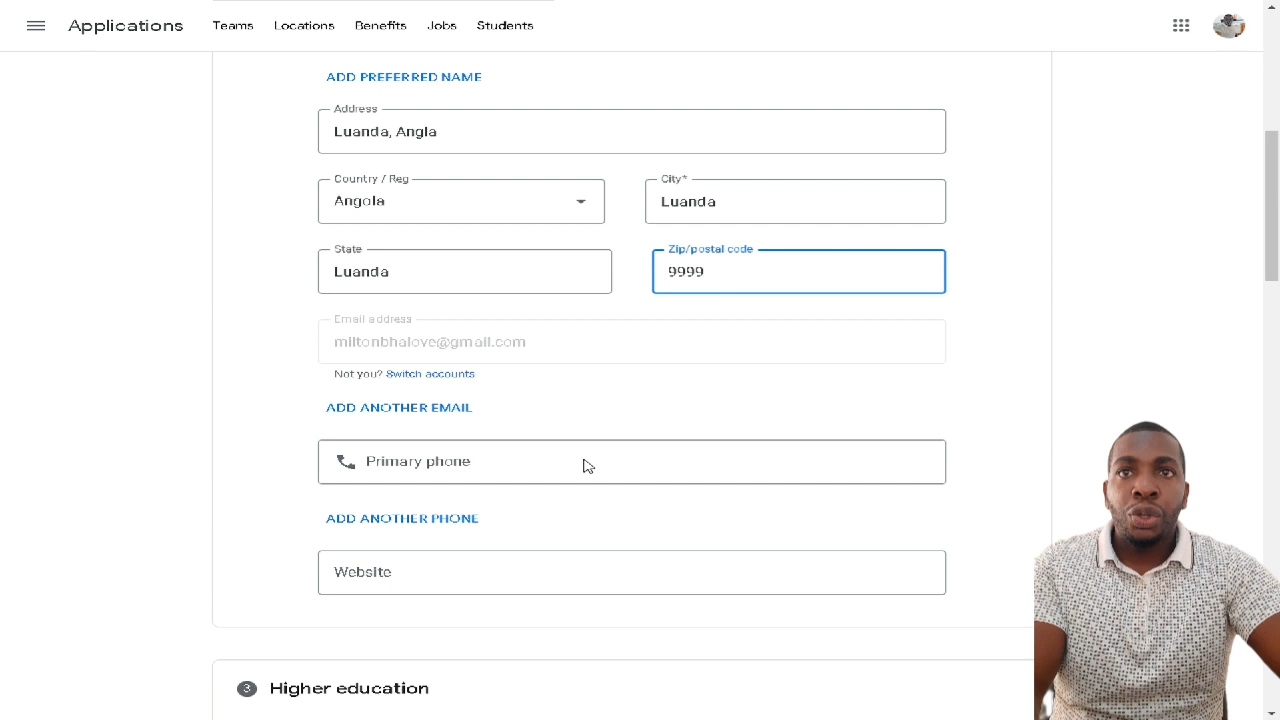 Applications Teams Locations Benefits Jobs Students
ADD PREFERRED NAME
Address
Luanda, Angla
Country / Reg City*
Angola Luanda
State Zip/postal code
Luanda 9999
Email address
miltonbhalove@gmail.com
Not you? Switch accounts
ADD ANOTHER EMAIL
Primary phone
ADD ANOTHER PHONE
Website
3 Higher education